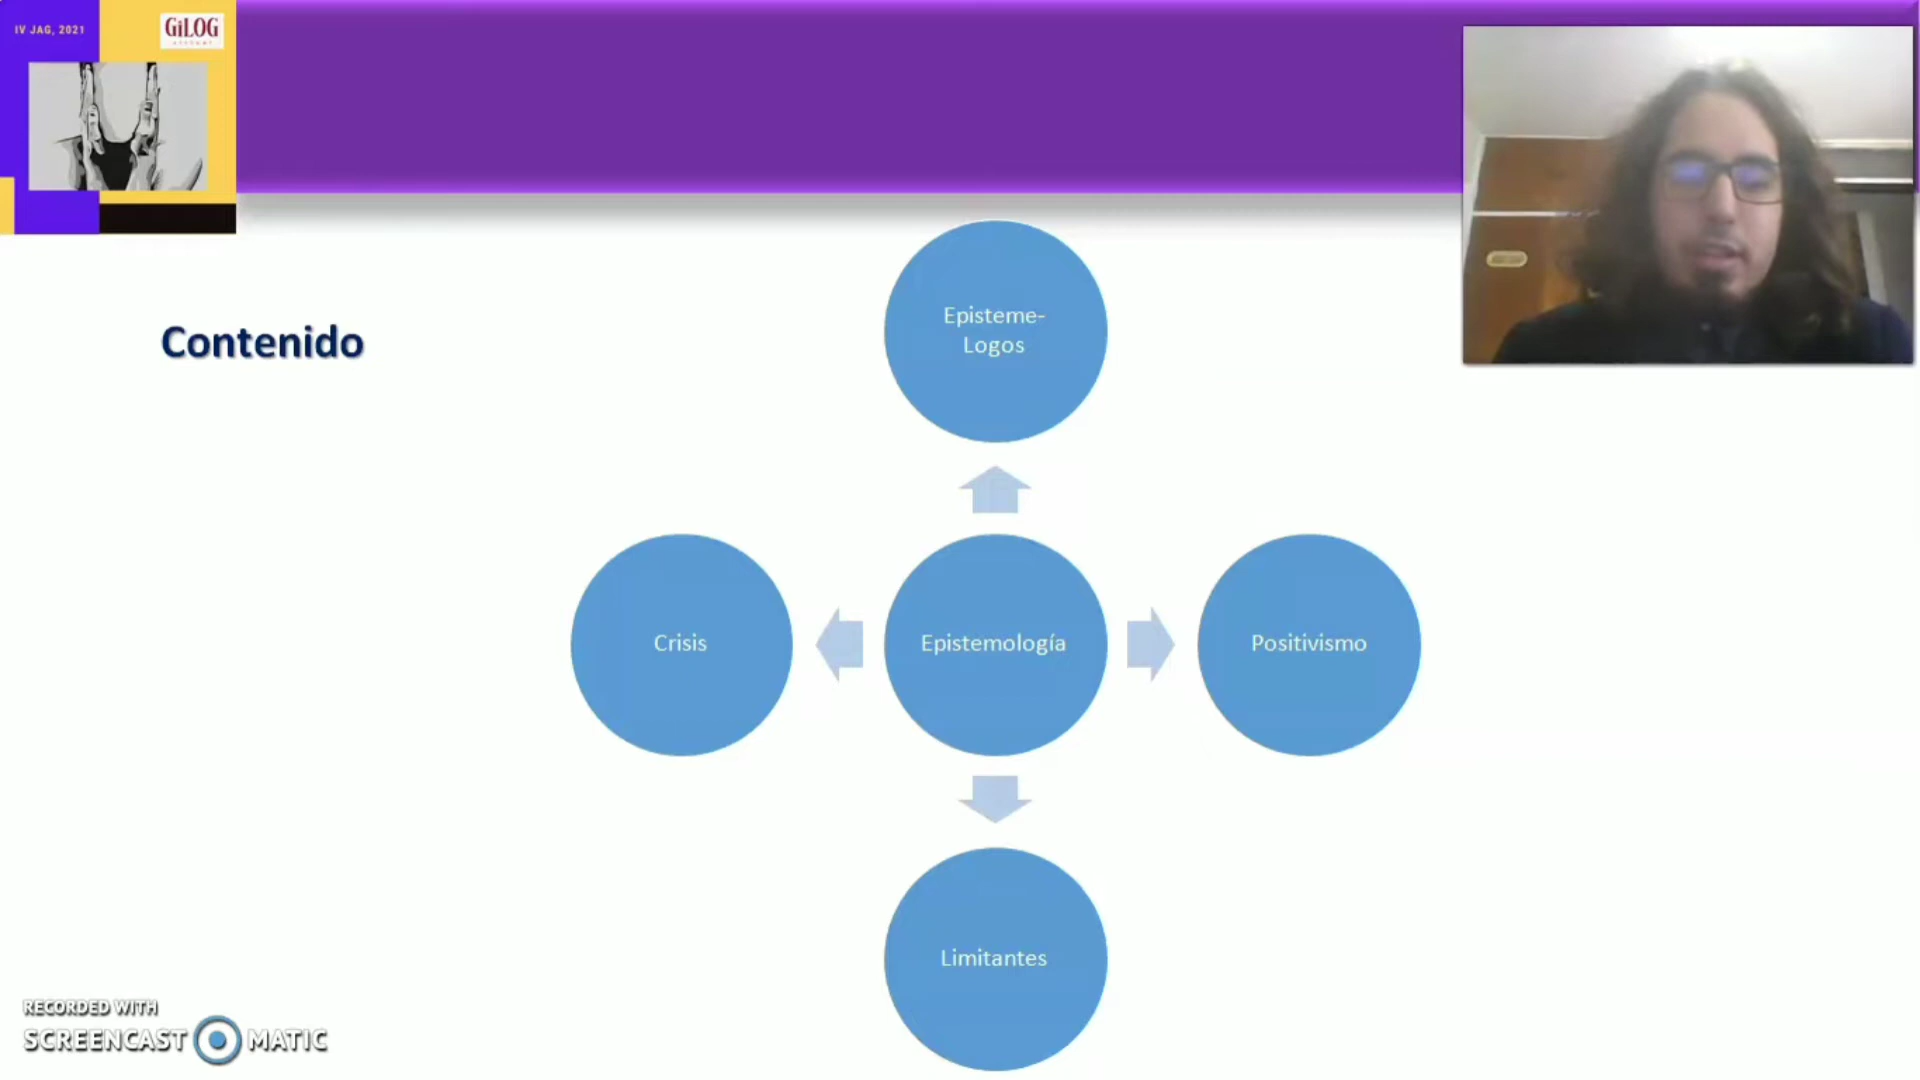 IV JAG, 2021
GiLOG
Contenido
Episteme-
Logos
Crisis
Epistemología
Positivismo
Limitantes
RECORDED WITH
SCREENCAST MATIC